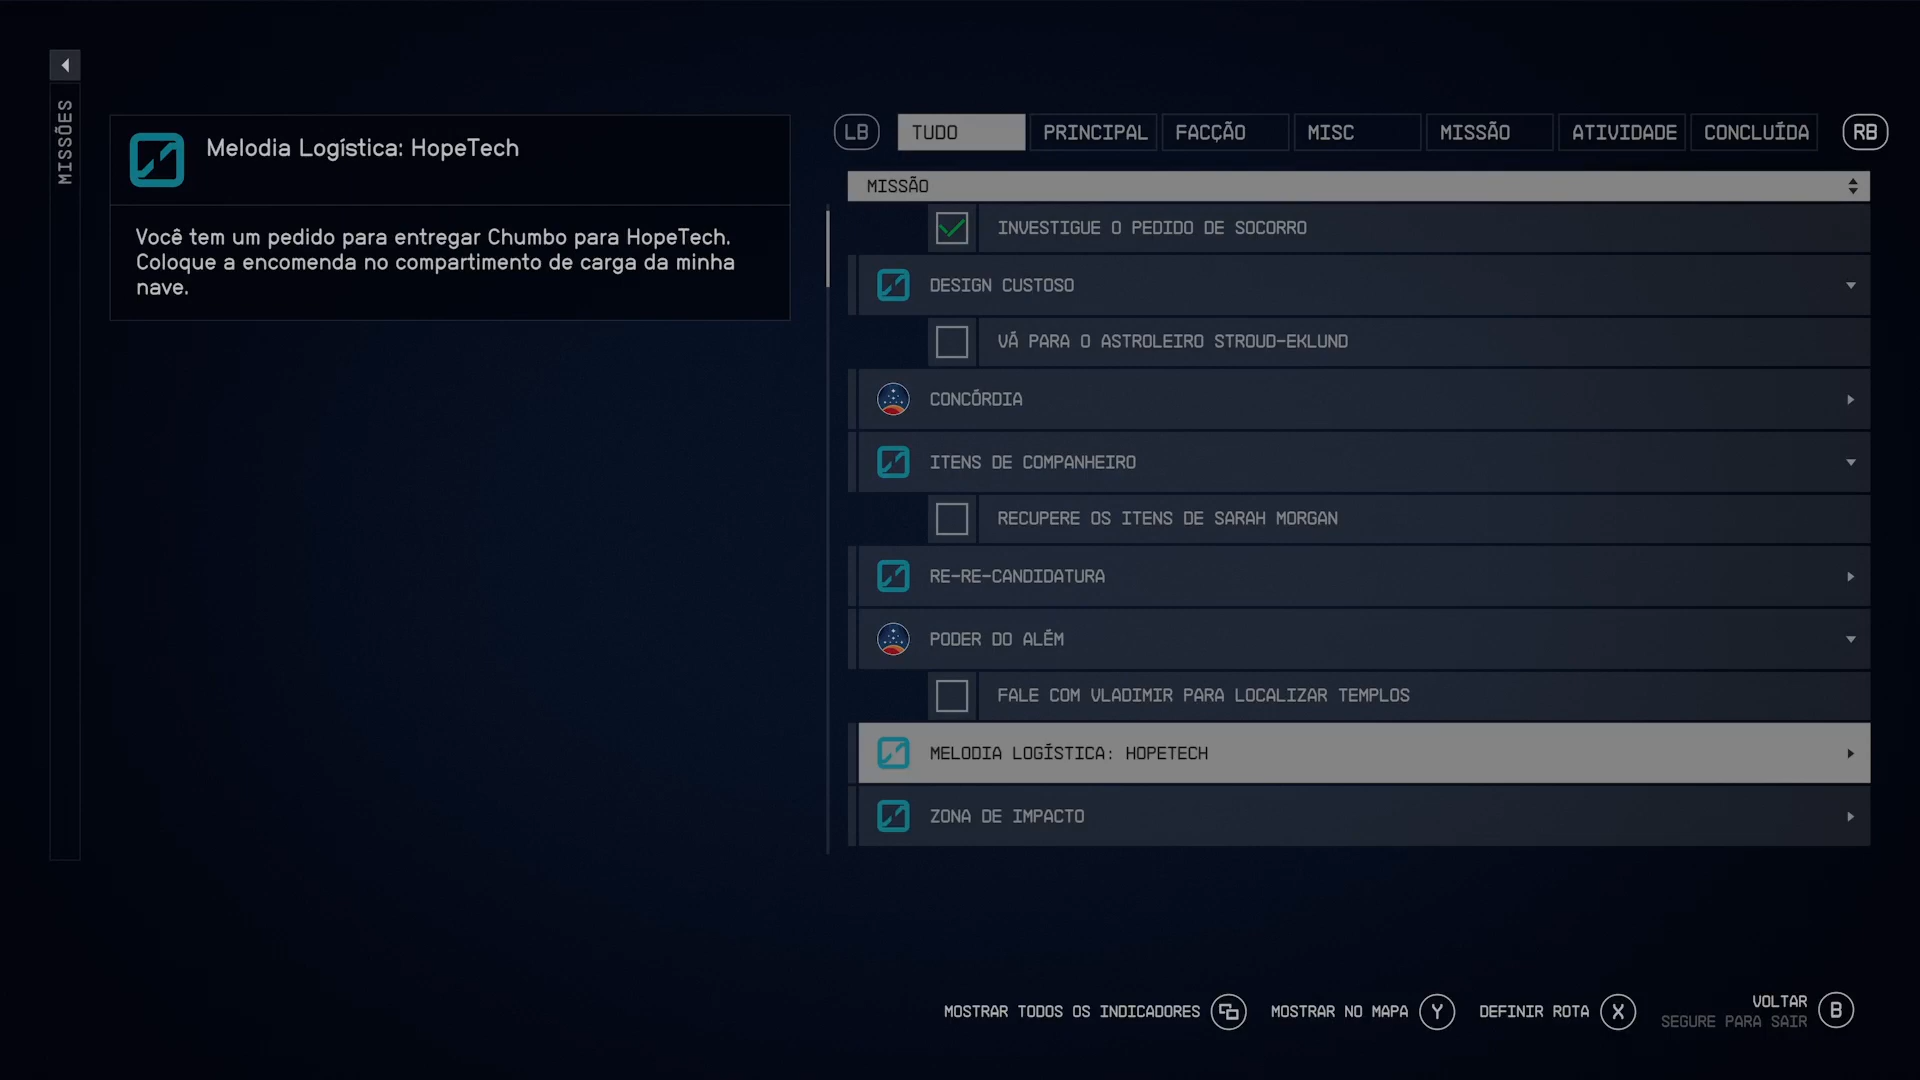 MISSÕES
Melodia Logística: HopeTech
Você tem um pedido para entregar Chumbo para HopeTech.
Coloque a encomenda no compartimento de carga da minha
nave.
LB
TUDO
PRINCIPAL
FACÇÃO
MISC
MISSÃO
ATIVIDADE
CONCLUÍDA
RB
MISSÃO
INVESTIGUE O PEDIDO DE SOCORRO
DESIGN CUSTOSO
VÁ PARA O ASTROLEIRO STROUD-EKLUND
CONCÓRDIA
ITENS DE COMPANHEIRO
RECUPERE OS ITENS DE SARAH MORGAN
RE-RE-CANDIDATURA
PODER DO ALÉM
FALE COM VLADIMIR PARA LOCALIZAR TEMPLOS
MELODIA LOGÍSTICA: HOPETECH
ZONA DE IMPACTO
MOSTRAR TODOS OS INDICADORES
MOSTRAR NO MAPA Y
DEFINIR ROTA X
VOLTAR B
SEGURE PARA SAIR